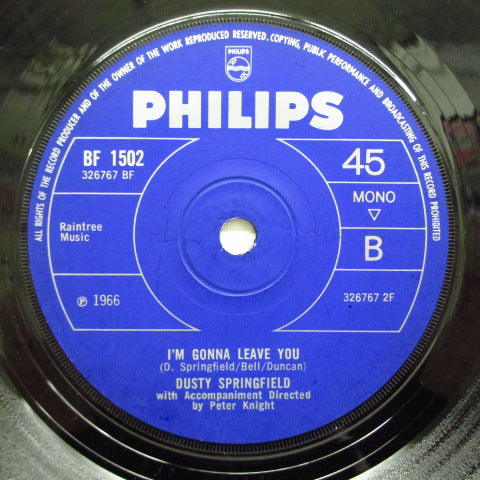 ALL RIGHTS OF THE RECORD PRODUCER AND OF THE OWNER OF THE WORK REPRODUCED RESERVED. COPYING, PUBLIC PERFORMANCE AND BROADCASTING OF THIS RECORD PROHIBITED
PHILIPS
PHILIPS
BF 1502
326767 BF
45
MONO
B
Raintree
Music
℗ 1966
326767 2F
I'M GONNA LEAVE YOU
(D. Springfield/Bell/Duncan)
DUSTY SPRINGFIELD
with Accompaniment Directed
by Peter Knight